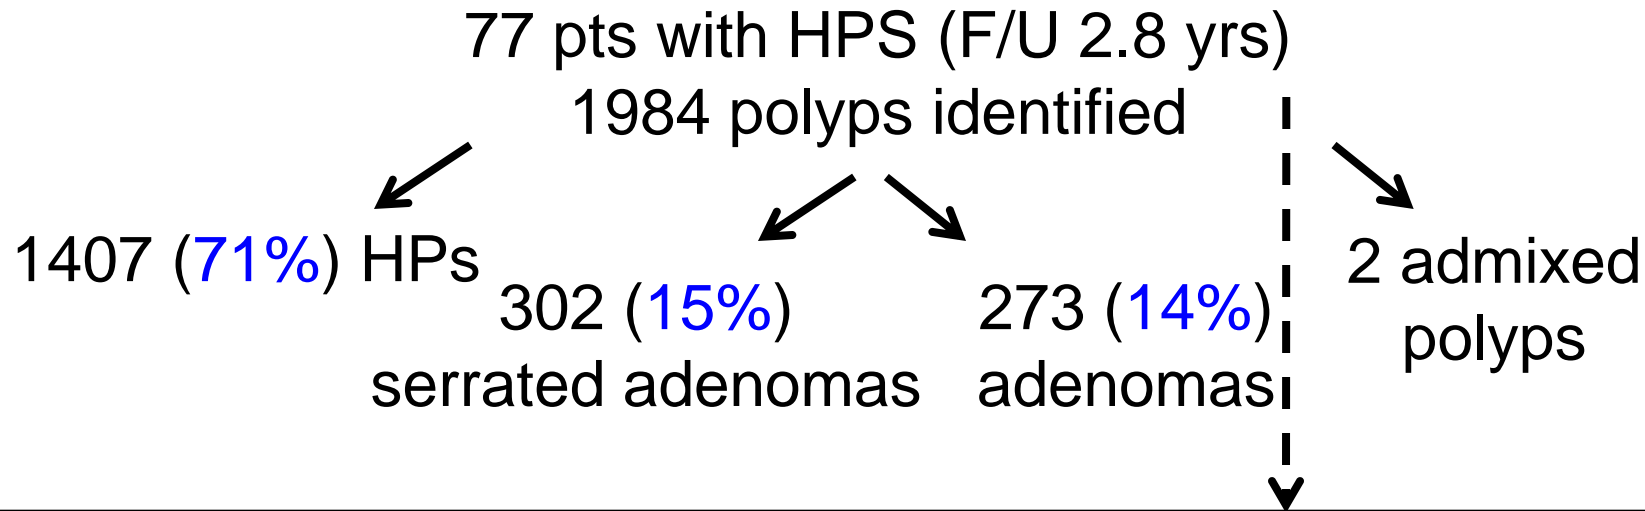 77 pts with HPS (F/U 2.8 yrs)
1984 polyps identified
1407 (71%) HPs
302 (15%)
serrated adenomas
273 (14%)
adenomas
2 admixed
polyps